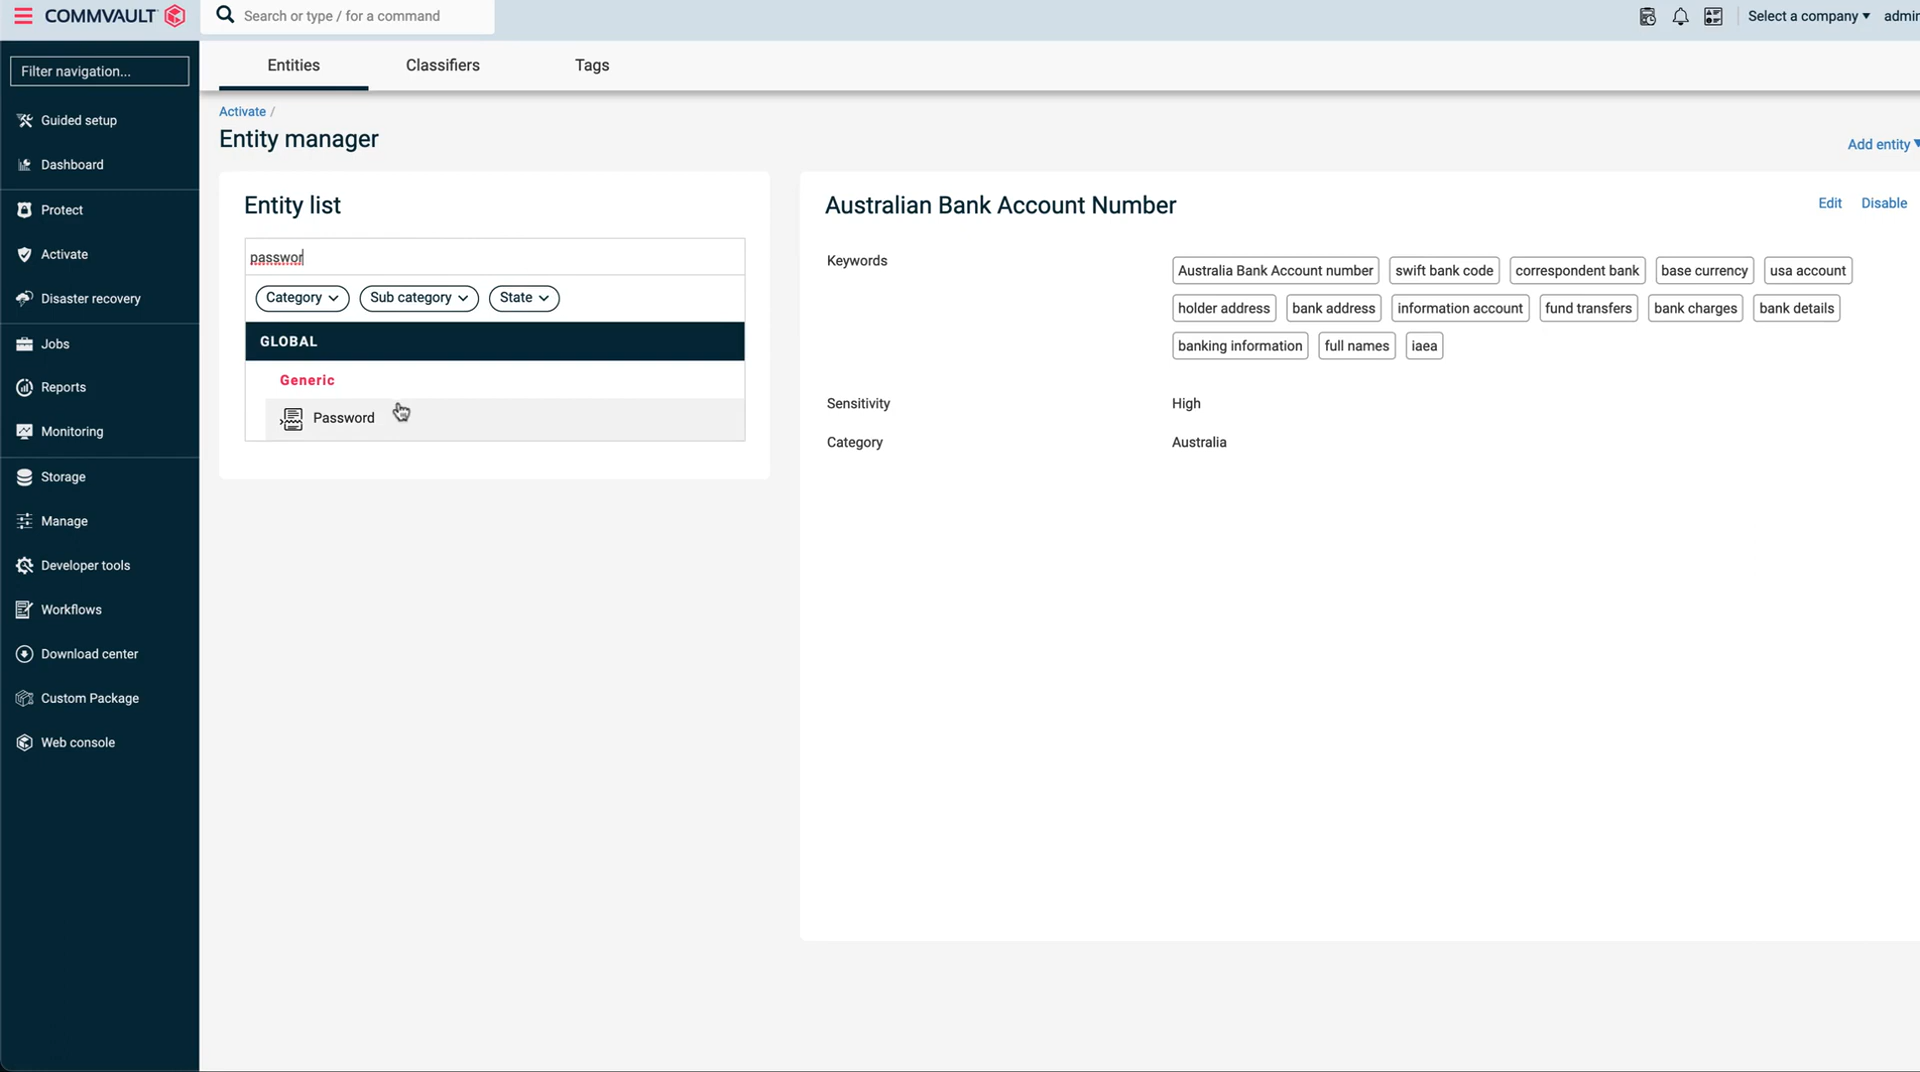 COMMVAULT
Search or type / for a command
Select a company
admin
Filter navigation...
Guided setup
Dashboard
Protect
Activate
Disaster recovery
Jobs
Reports
Monitoring
Storage
Manage
Developer tools
Workflows
Download center
Custom Package
Web console
Entities Classifiers Tags
Activate /
Entity manager
Add entity
Entity list
passwor
Category Sub category State
GLOBAL
Generic
Password
Australian Bank Account Number
Edit Disable
Keywords
Australia Bank Account number swift bank code correspondent bank base currency usa account
holder address bank address information account fund transfers bank charges bank details
banking information full names iaea
Sensitivity High
Category Australia